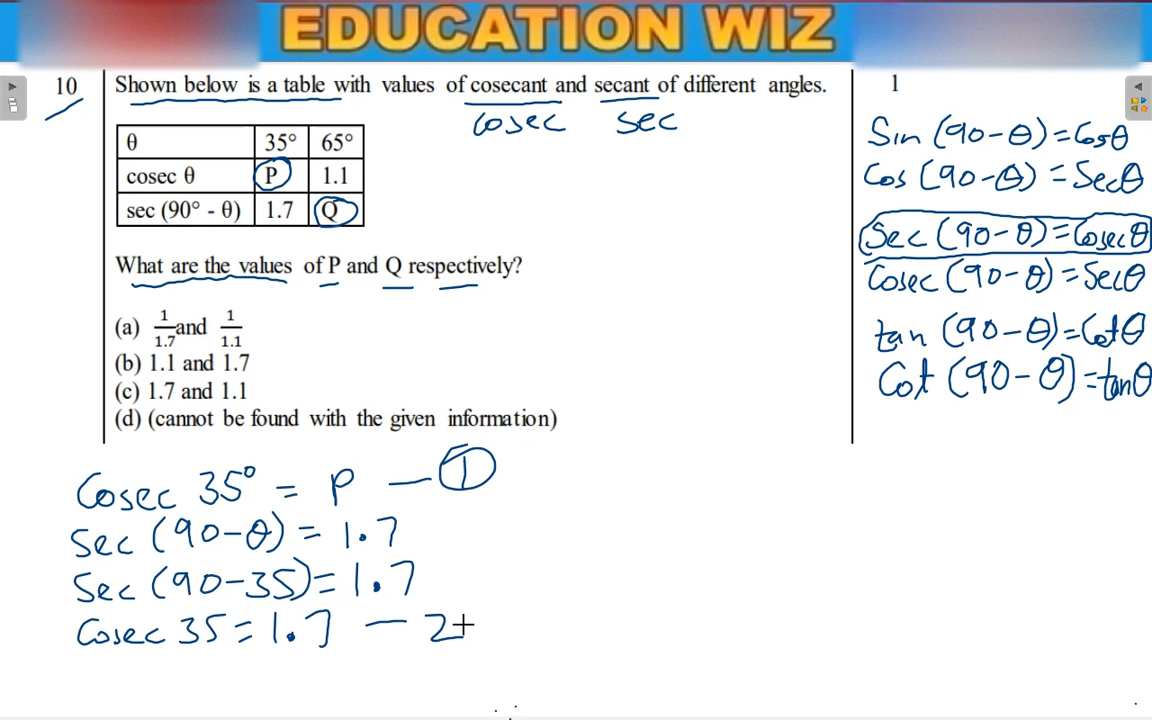 EDUCATION WIZ
10 Shown below is a table with values of cosecant and secant of different angles. 1
cosec sec
θ 35° 65°
cosec θ P 1.1
sec (90° - θ) 1.7 Q
What are the values of P and Q respectively?
(a) 1/1.7 and 1/1.1
(b) 1.1 and 1.7
(c) 1.7 and 1.1
(d) (cannot be found with the given information)
Sin (90-θ)=Cosθ
Cos (90-θ)=Secθ
Sec (90-θ)=Cosecθ
Cosec (90-θ)=Secθ
tan (90-θ)=Cotθ
Cot (90-θ)=tanθ
Cosec 35° = P — 1
Sec (90-θ) = 1.7
Sec (90-35) = 1.7
Cosec 35 = 1.7 — 2